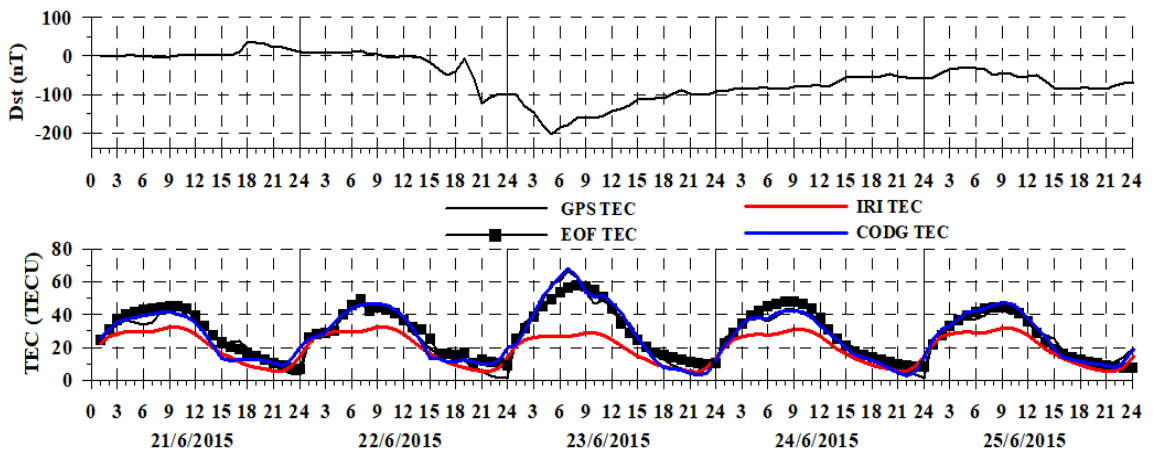 100
0
-100
-200
Dst (nT)
0 3 6 9 12 15 18 21 24 3 6 9 12 15 18 21 24 3 6 9 12 15 18 21 24 3 6 9 12 15 18 21 24 3 6 9 12 15 18 21 24
GPS TEC IRI TEC
EOF TEC CODG TEC
80
60
40
20
0
TEC (TECU)
0 3 6 9 12 15 18 21 24 3 6 9 12 15 18 21 24 3 6 9 12 15 18 21 24 3 6 9 12 15 18 21 24 3 6 9 12 15 18 21 24
21/6/2015 22/6/2015 23/6/2015 24/6/2015 25/6/2015